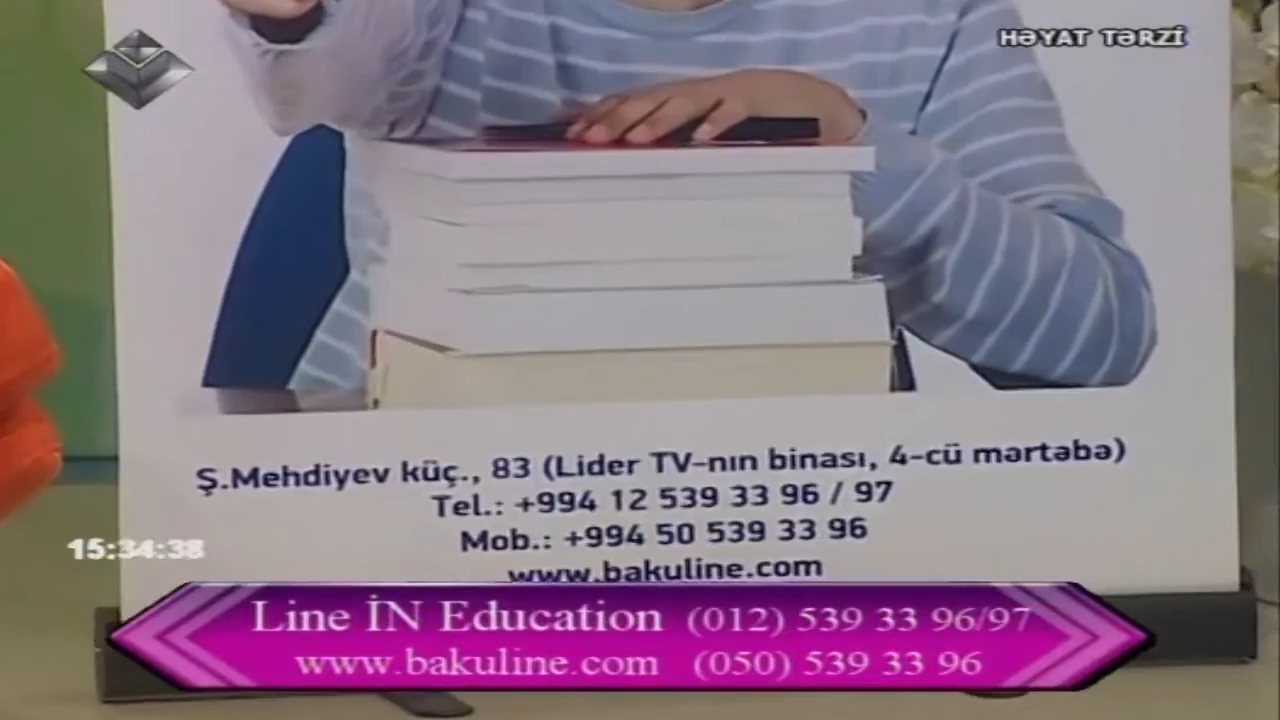 HƏYAT TƏRZİ
Ş.Mehdiyev küç., 83 (Lider TV-nın binası, 4-cü mərtəbə)
Tel.: +994 12 539 33 96 / 97
Mob.: +994 50 539 33 96
www.bakuline.com
15:34:38
Line İN Education (012) 539 33 96/97
www.bakuline.com (050) 539 33 96